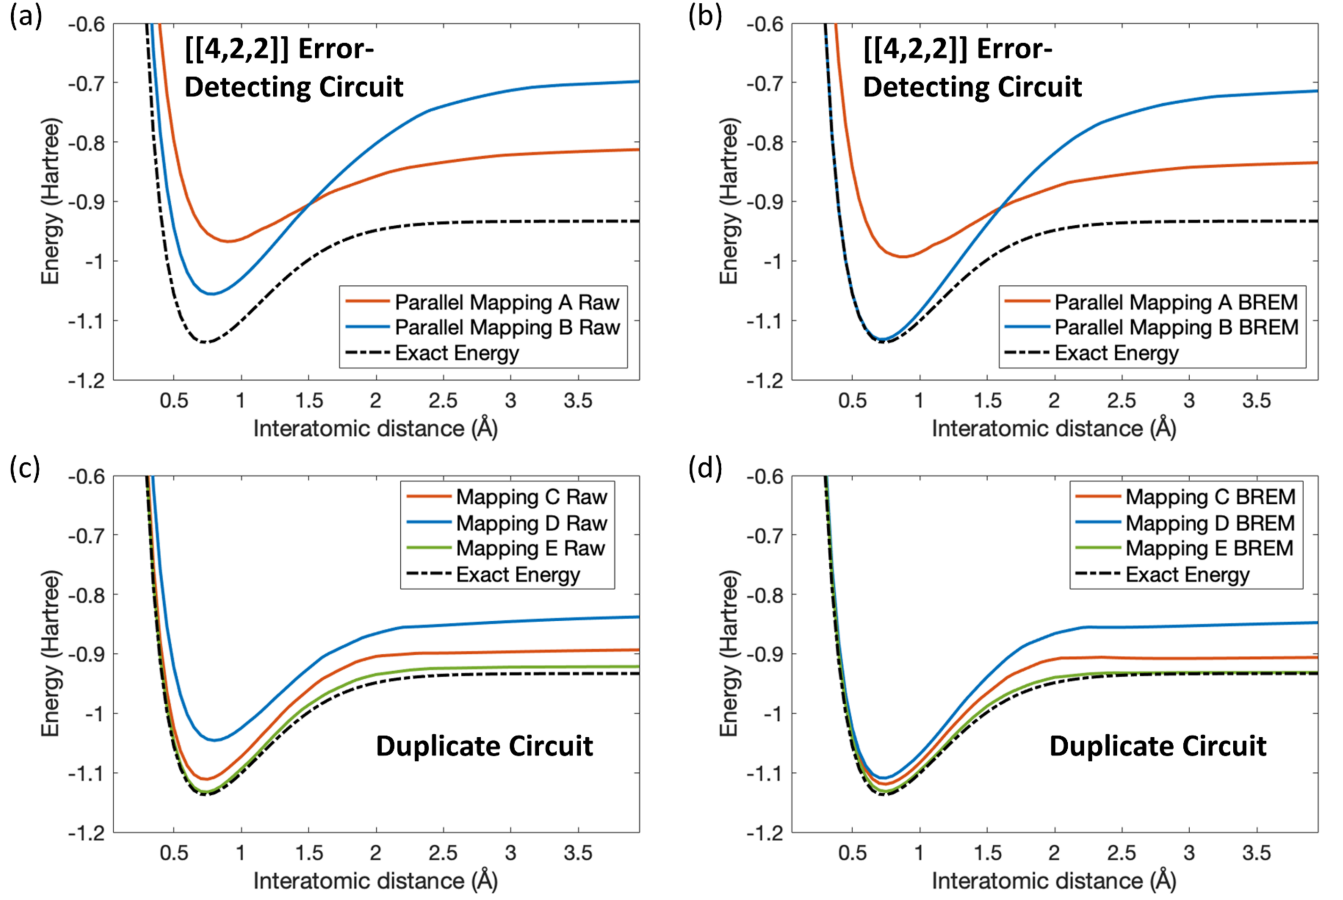 (a)
[[4,2,2]] Error-
Detecting Circuit
Energy (Hartree)
-0.6
-0.7
-0.8
-0.9
-1
-1.1
-1.2
Parallel Mapping A Raw
Parallel Mapping B Raw
Exact Energy
0.5 1 1.5 2 2.5 3 3.5
Interatomic distance (Å)
(b)
[[4,2,2]] Error-
Detecting Circuit
Energy (Hartree)
-0.6
-0.7
-0.8
-0.9
-1
-1.1
-1.2
Parallel Mapping A BREM
Parallel Mapping B BREM
Exact Energy
0.5 1 1.5 2 2.5 3 3.5
Interatomic distance (Å)
(c)
Energy (Hartree)
-0.6
-0.7
-0.8
-0.9
-1
-1.1
-1.2
Mapping C Raw
Mapping D Raw
Mapping E Raw
Exact Energy
Duplicate Circuit
0.5 1 1.5 2 2.5 3 3.5
Interatomic distance (Å)
(d)
Energy (Hartree)
-0.6
-0.7
-0.8
-0.9
-1
-1.1
-1.2
Mapping C BREM
Mapping D BREM
Mapping E BREM
Exact Energy
Duplicate Circuit
0.5 1 1.5 2 2.5 3 3.5
Interatomic distance (Å)